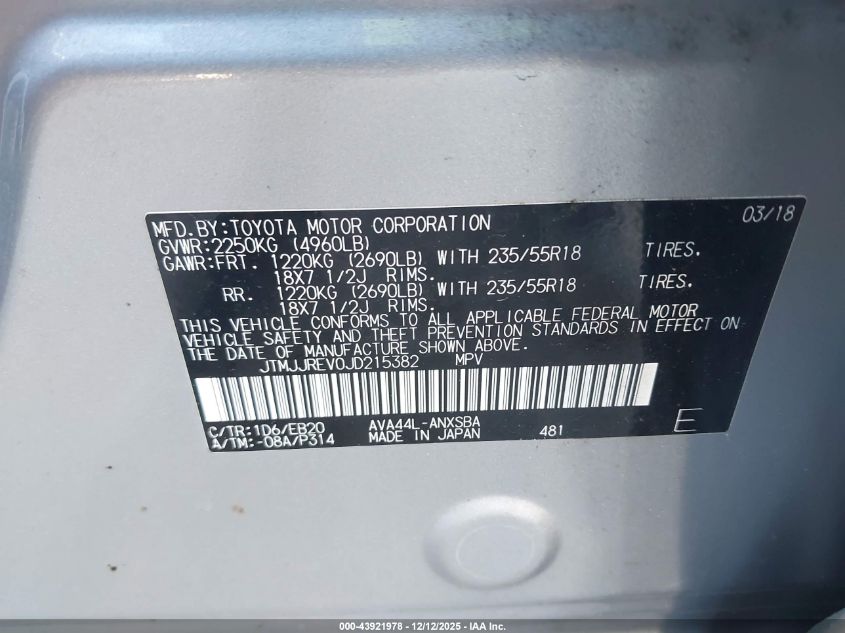 MFD.BY:TOYOTA MOTOR CORPORATION 03/18
GVWR:2250KG (4960LB)
GAWR:FRT. 1220KG (2690LB) WITH 235/55R18 TIRES.
18X7 1/2J RIMS.
RR. 1220KG (2690LB) WITH 235/55R18 TIRES.
18X7 1/2J RIMS.
THIS VEHICLE CONFORMS TO ALL APPLICABLE FEDERAL MOTOR
VEHICLE SAFETY AND THEFT PREVENTION STANDARDS IN EFFECT ON
THE DATE OF MANUFACTURE SHOWN ABOVE.
JTMJJREV0JD215382 MPV
C/TR:1D6/EB20 AVA44L-ANXSBA
A/TM:-08A/P314 MADE IN JAPAN 481 E
000-43921978 - 12/12/2025 - IAA Inc.